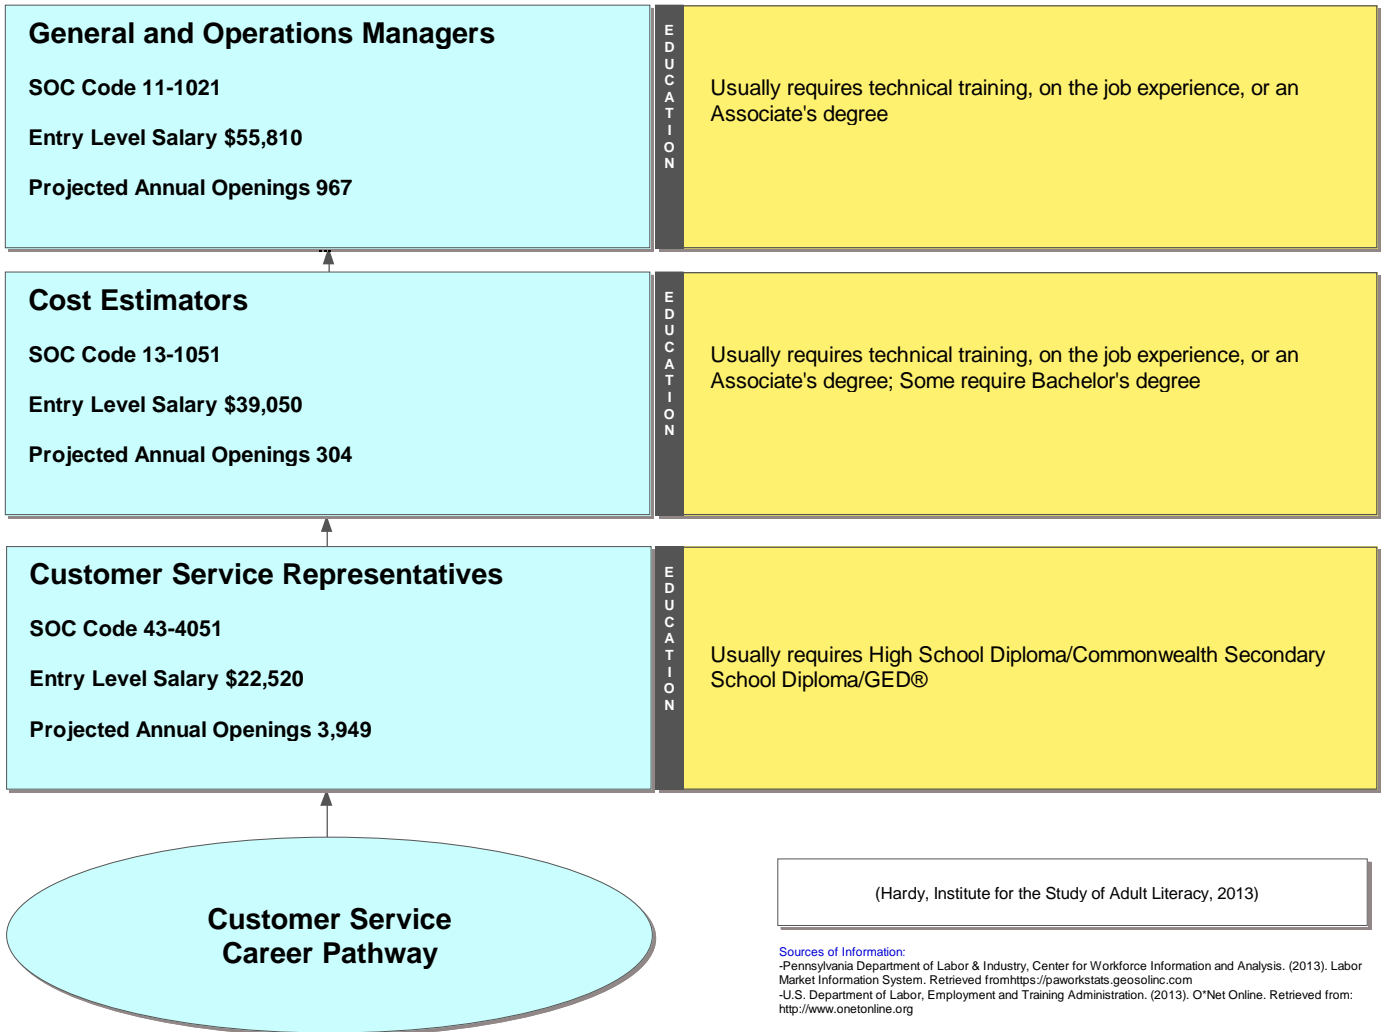 General and Operations Managers
SOC Code 11-1021
Entry Level Salary $55,810
Projected Annual Openings 967
EDUCATION
Usually requires technical training, on the job experience, or an
Associate's degree
Cost Estimators
SOC Code 13-1051
Entry Level Salary $39,050
Projected Annual Openings 304
EDUCATION
Usually requires technical training, on the job experience, or an
Associate's degree; Some require Bachelor's degree
Customer Service Representatives
SOC Code 43-4051
Entry Level Salary $22,520
Projected Annual Openings 3,949
EDUCATION
Usually requires High School Diploma/Commonwealth Secondary
School Diploma/GED®
Customer Service
Career Pathway
(Hardy, Institute for the Study of Adult Literacy, 2013)
Sources of Information:
-Pennsylvania Department of Labor & Industry, Center for Workforce Information and Analysis. (2013). Labor
Market Information System. Retrieved fromhttps://paworkstats.geosolinc.com
-U.S. Department of Labor, Employment and Training Administration. (2013). O*Net Online. Retrieved from:
http://www.onetonline.org